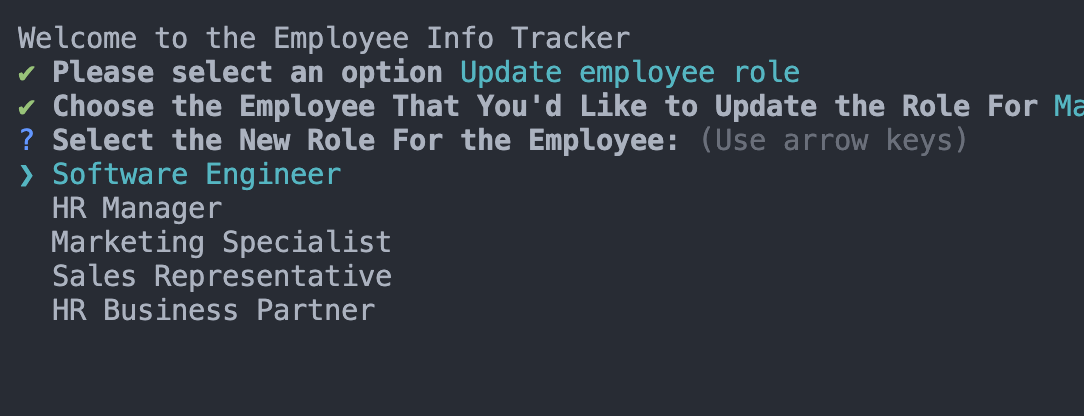 Welcome to the Employee Info Tracker
✔ Please select an option Update employee role
✔ Choose the Employee That You'd Like to Update the Role For
? Select the New Role For the Employee: (Use arrow keys)
❯ Software Engineer
HR Manager
Marketing Specialist
Sales Representative
HR Business Partner